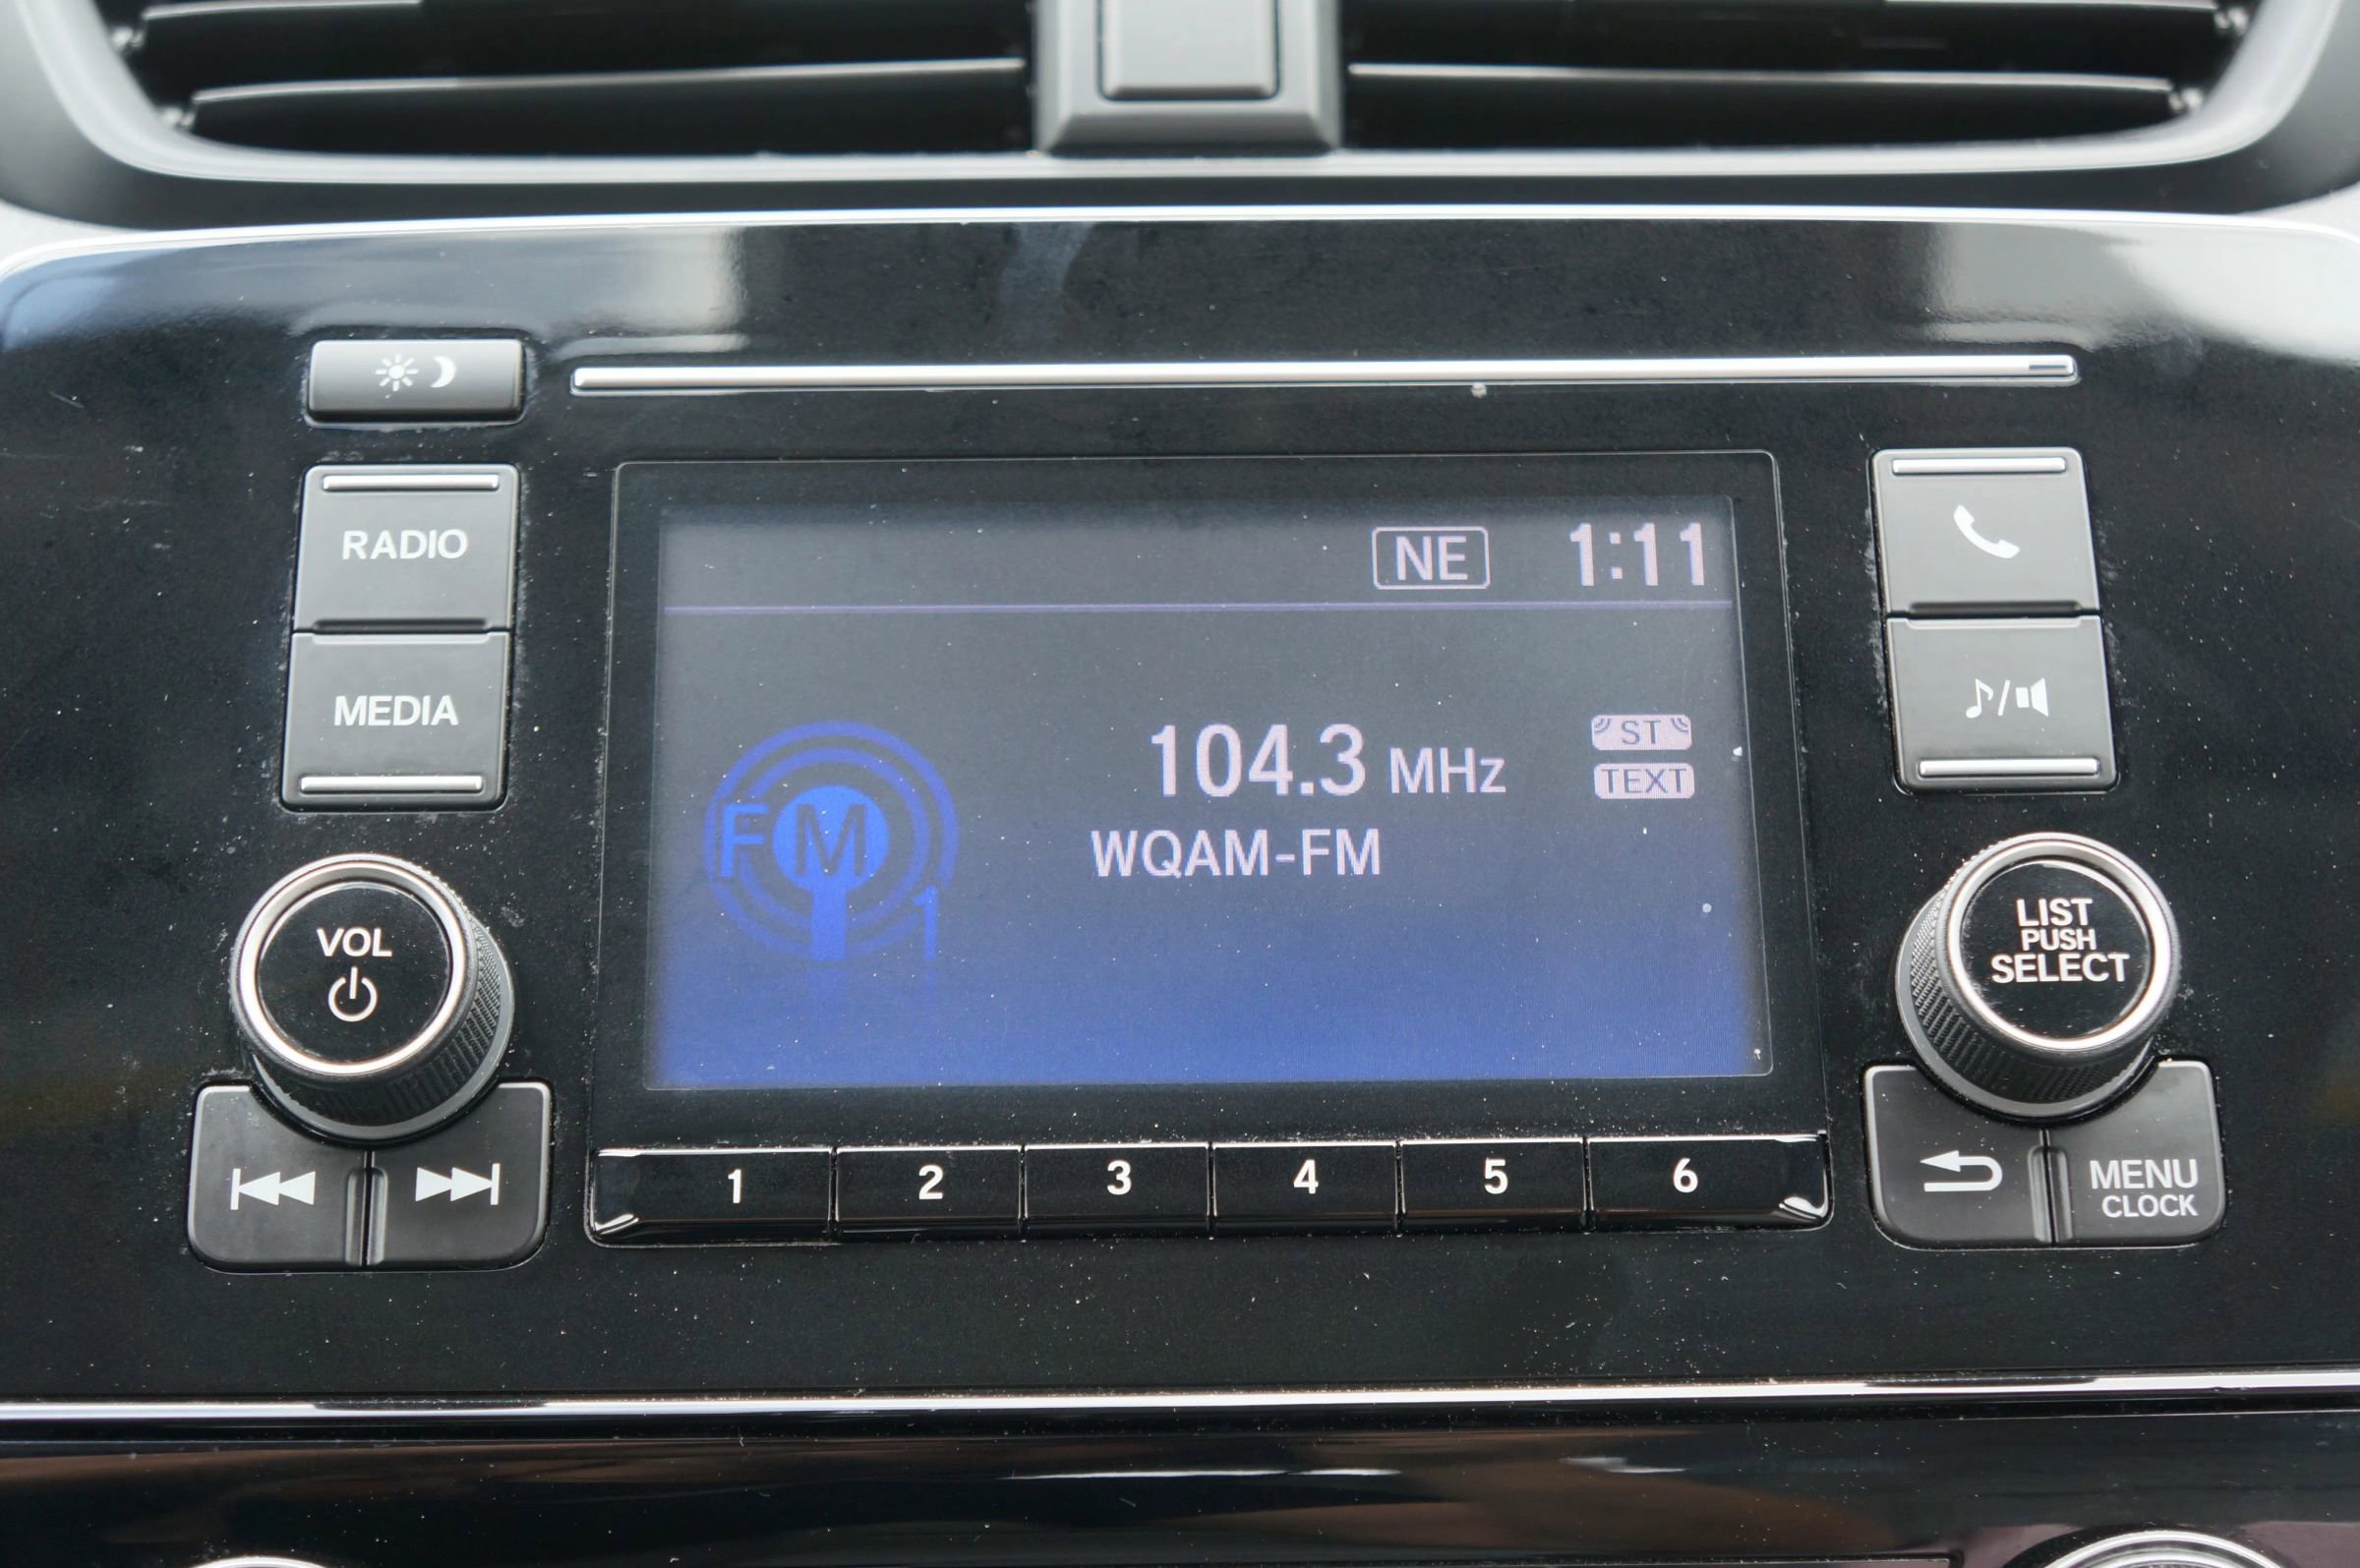 RADIO
MEDIA
VOL
NE 1:11
104.3 MHz
ST
TEXT
WQAM-FM
FM
1
LIST
PUSH
SELECT
1 2 3 4 5 6
MENU
CLOCK